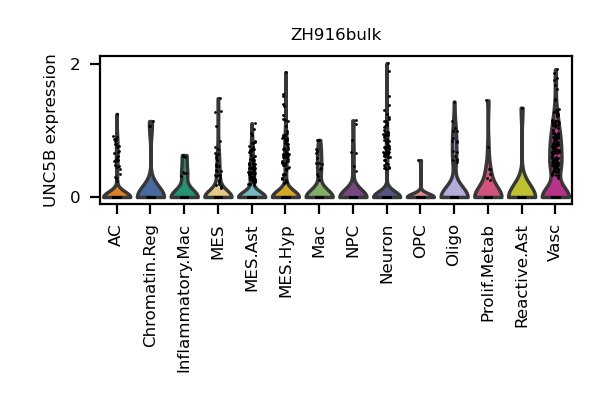 ZH916bulk
UNC5B expression
2
0
AC
Chromatin.Reg
Inflammatory.Mac
MES
MES.Ast
MES.Hyp
Mac
NPC
Neuron
OPC
Oligo
Prolif.Metab
Reactive.Ast
Vasc